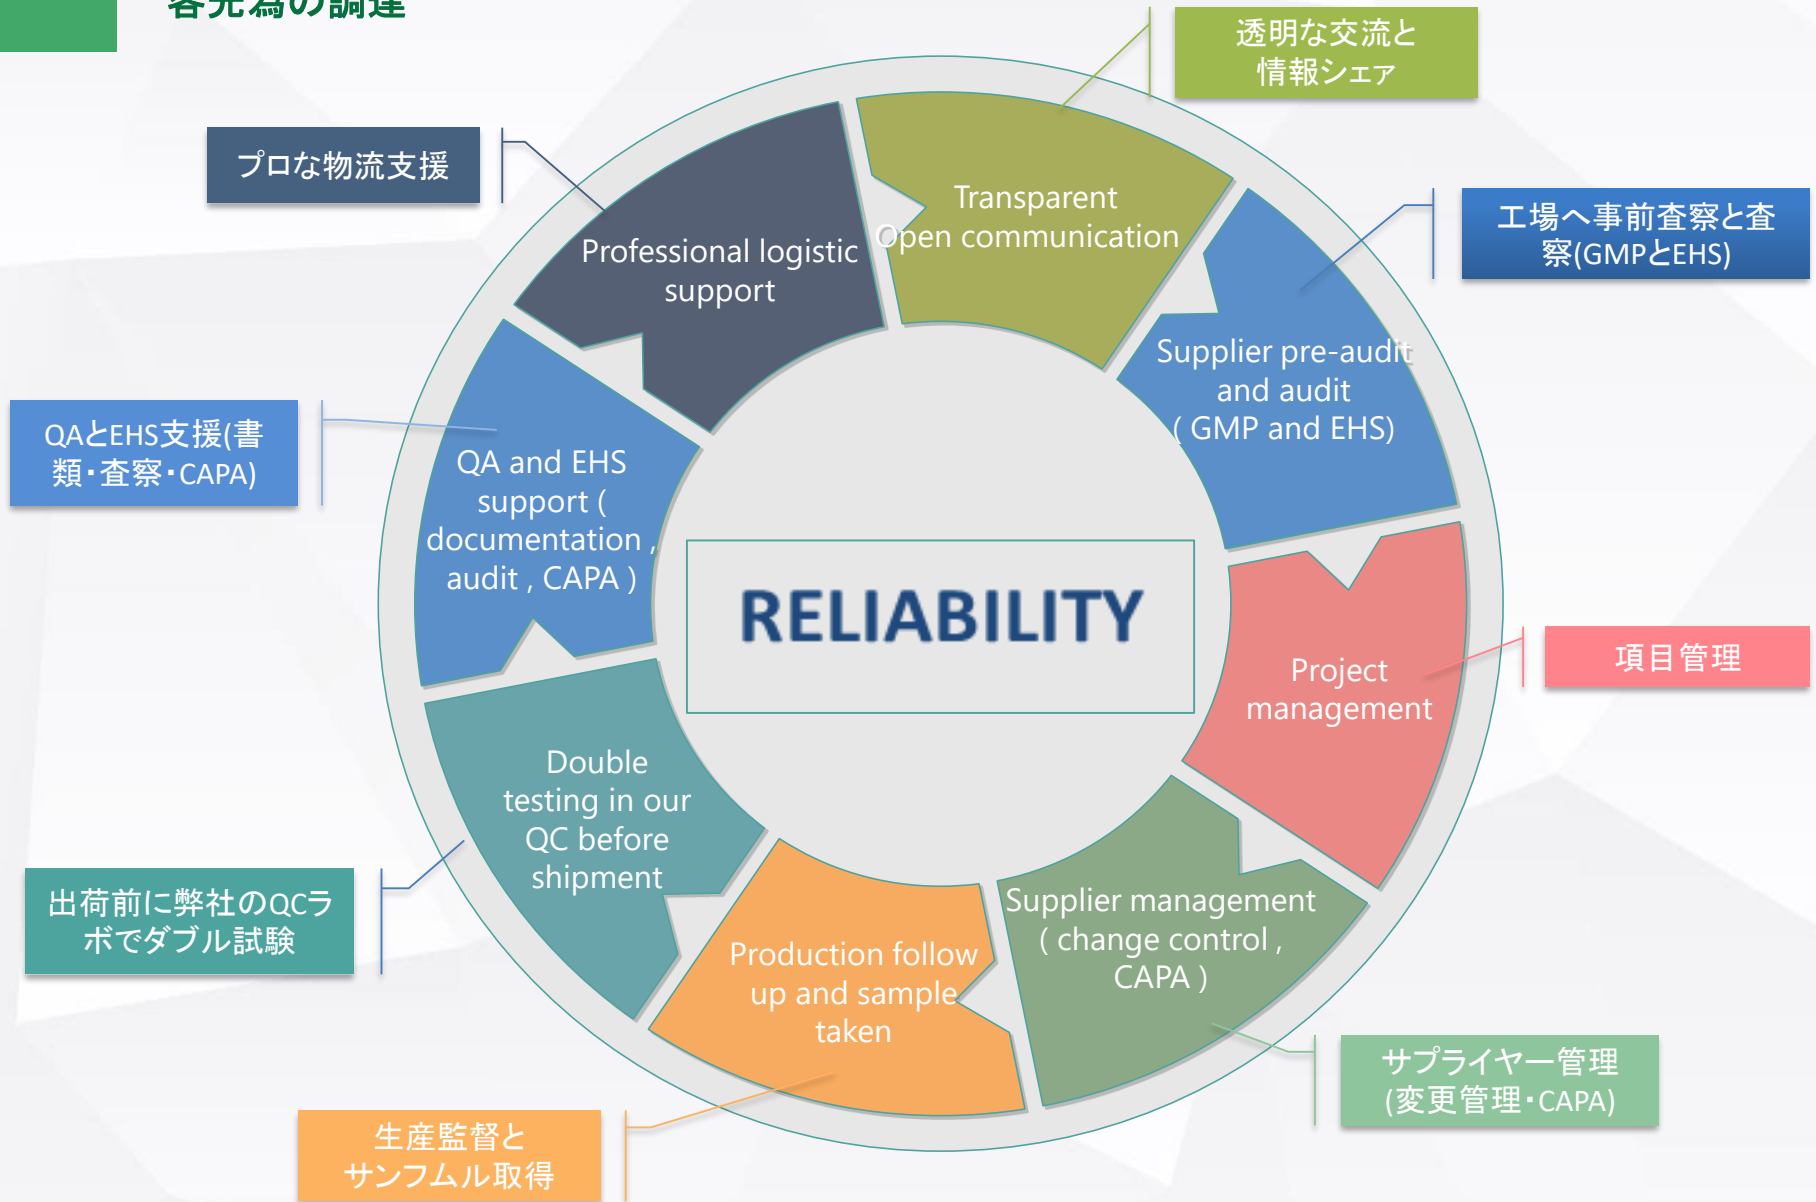 客先為の調達
透明な交流と
情報シェア
プロな物流支援
工場へ事前査察と査
察(GMPとEHS)
QAとEHS支援(書
類・査察・CAPA)
項目管理
出荷前に弊社のQCラ
ボでダブル試験
サプライヤー管理
(変更管理・CAPA)
生産監督と
サンフムル取得
Transparent
Open communication
Professional logistic
support
Supplier pre-audit
and audit
( GMP and EHS)
QA and EHS
support (
documentation ,
audit , CAPA )
RELIABILITY
Project
management
Double
testing in our
QC before
shipment
Supplier management
( change control ,
CAPA )
Production follow
up and sample
taken